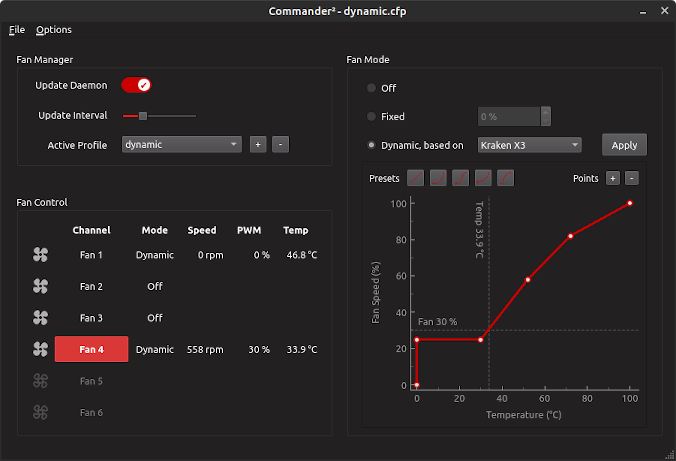 Commander² - dynamic.cfp
File Options
Fan Manager
Update Daemon
Update Interval
Active Profile dynamic + -
Fan Control
Channel Mode Speed PWM Temp
Fan 1 Dynamic 0 rpm 0 % 46.8 °C
Fan 2 Off
Fan 3 Off
Fan 4 Dynamic 558 rpm 30 % 33.9 °C
Fan 5
Fan 6
Fan Mode
Off
Fixed 0 %
Dynamic, based on Kraken X3 Apply
Presets Points + -
100
80
60
40
20
0
Fan Speed (%)
Temp 33.9 °C
Fan 30 %
0 20 40 60 80 100
Temperature (°C)